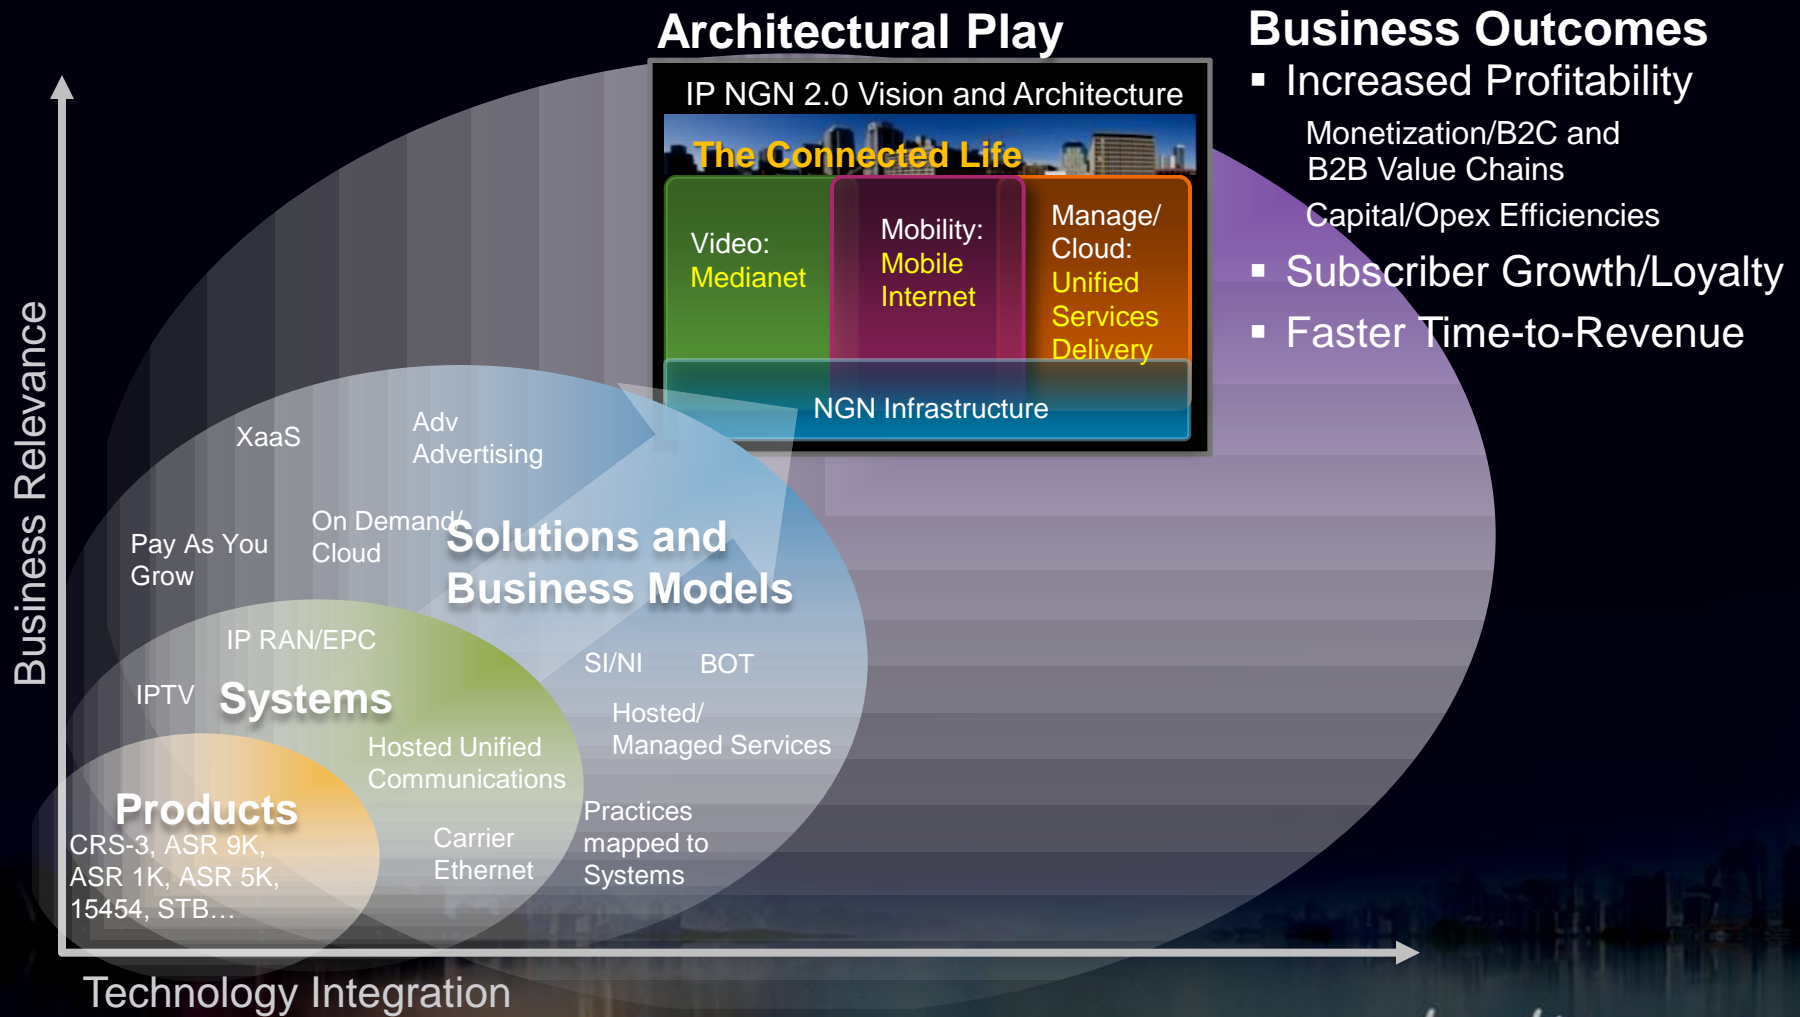 Architectural Play
IP NGN 2.0 Vision and Architecture
The Connected Life
Video:
Medianet
Mobility:
Mobile
Internet
Manage/
Cloud:
Unified
Services
Delivery
NGN Infrastructure
Business Outcomes
▪ Increased Profitability
Monetization/B2C and
B2B Value Chains
Capital/Opex Efficiencies
▪ Subscriber Growth/Loyalty
▪ Faster Time-to-Revenue
Business Relevance
XaaS
Adv
Advertising
Pay As You
Grow
On Demand/
Cloud
Solutions and
Business Models
IP RAN/EPC
IPTV
Systems
SI/NI
BOT
Hosted/
Managed Services
Hosted Unified
Communications
Practices
mapped to
Systems
Carrier
Ethernet
Products
CRS-3, ASR 9K,
ASR 1K, ASR 5K,
15454, STB…
Technology Integration